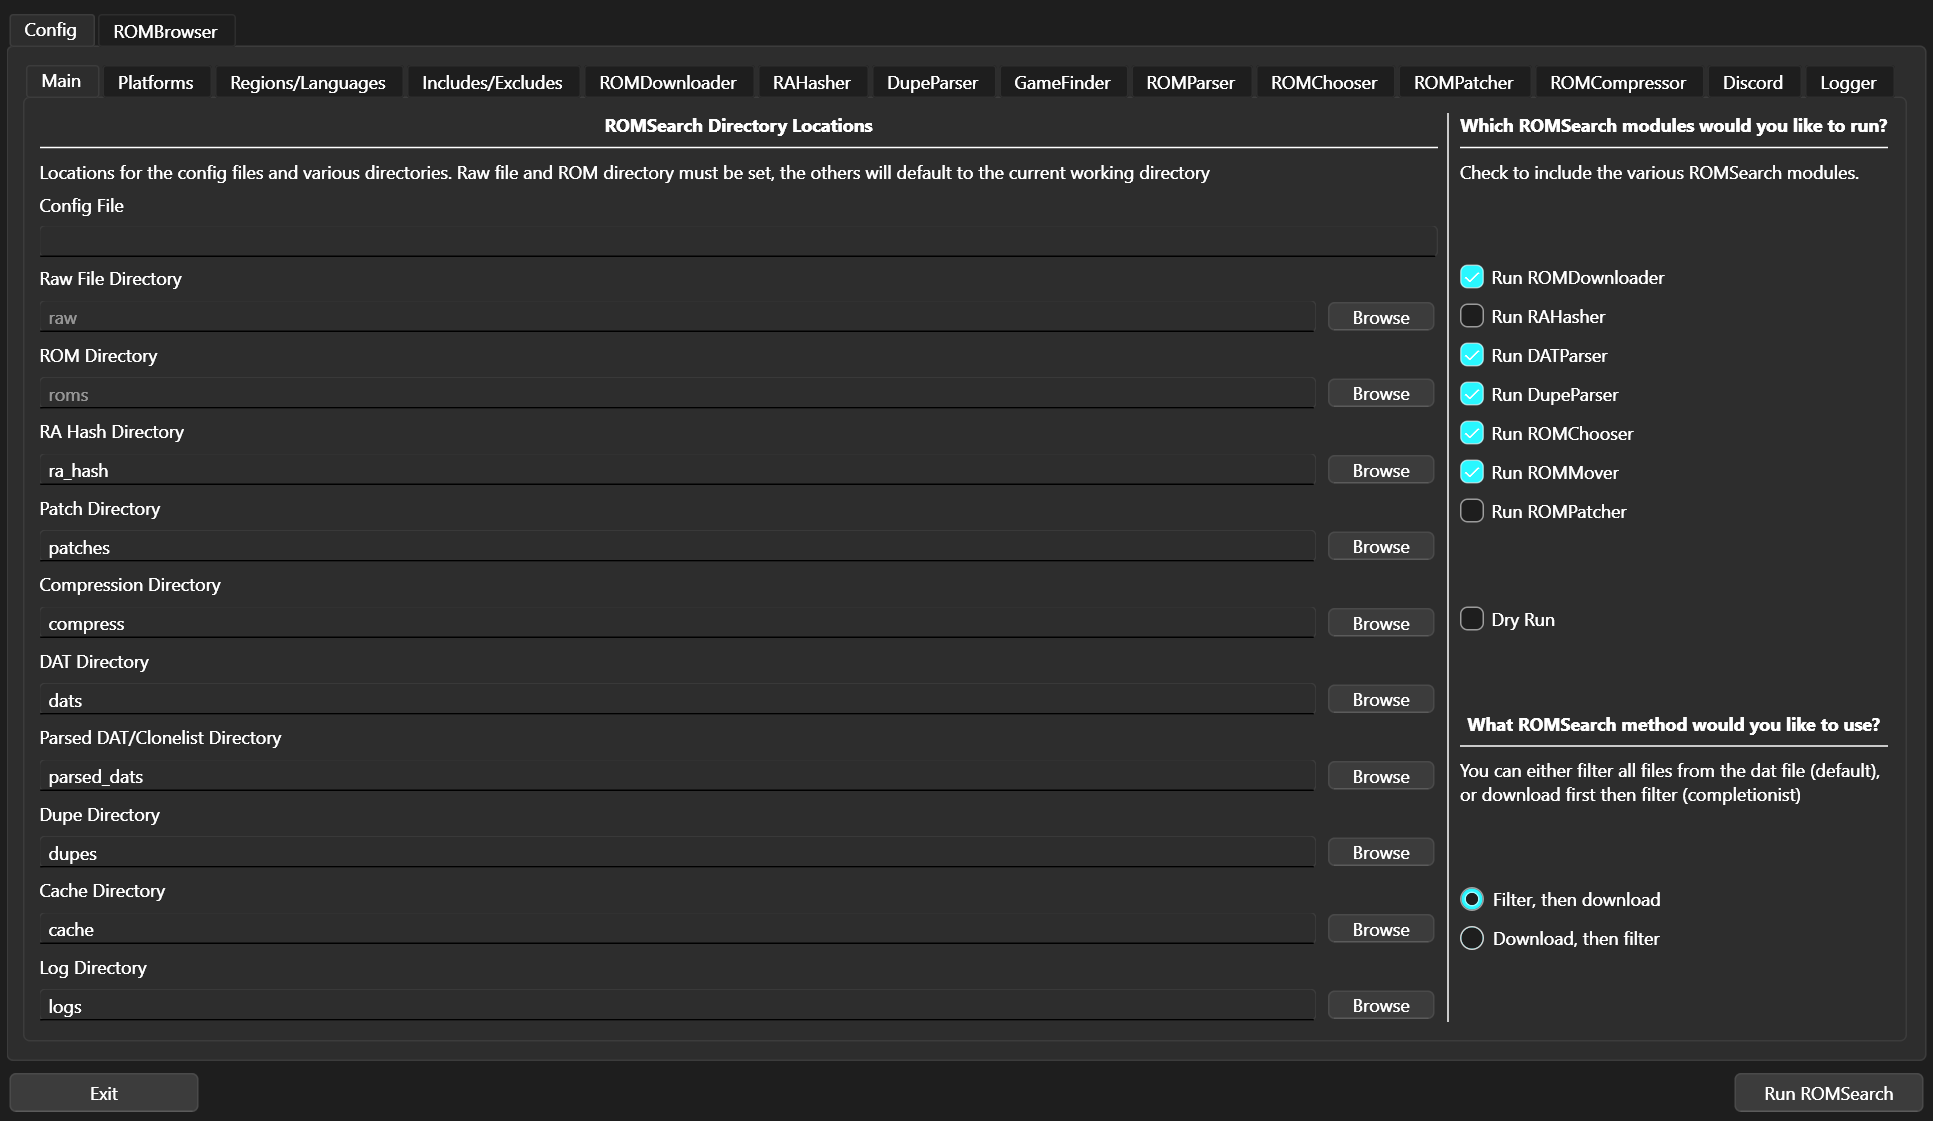 Config
ROMBrowser
Main
Platforms
Regions/Languages
Includes/Excludes
ROMDownloader
RAHasher
DupeParser
GameFinder
ROMParser
ROMChooser
ROMPatcher
ROMCompressor
Discord
Logger
ROMSearch Directory Locations
Locations for the config files and various directories. Raw file and ROM directory must be set, the others will default to the current working directory
Config File
Raw File Directory
raw
Browse
ROM Directory
roms
Browse
RA Hash Directory
ra_hash
Browse
Patch Directory
patches
Browse
Compression Directory
compress
Browse
DAT Directory
dats
Browse
Parsed DAT/Clonelist Directory
parsed_dats
Browse
Dupe Directory
dupes
Browse
Cache Directory
cache
Browse
Log Directory
logs
Browse
Which ROMSearch modules would you like to run?
Check to include the various ROMSearch modules.
Run ROMDownloader
Run RAHasher
Run DATParser
Run DupeParser
Run ROMChooser
Run ROMMover
Run ROMPatcher
Dry Run
What ROMSearch method would you like to use?
You can either filter all files from the dat file (default),
or download first then filter (completionist)
Filter, then download
Download, then filter
Exit
Run ROMSearch